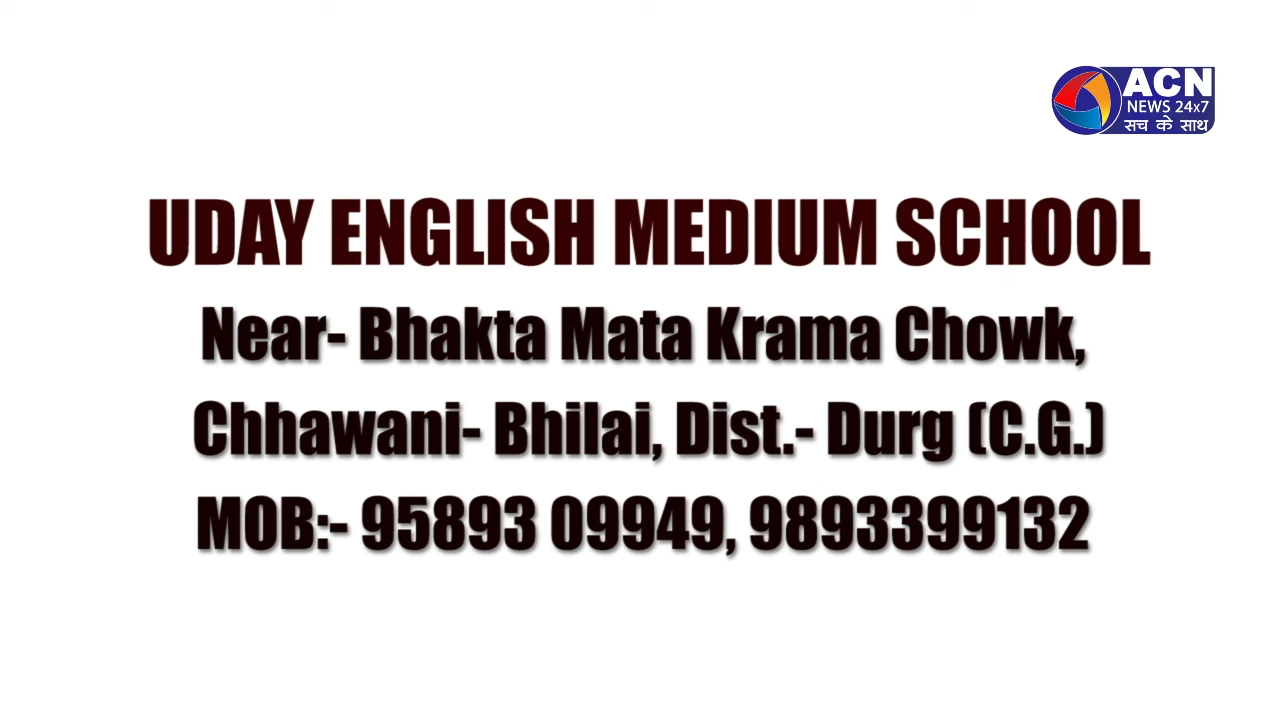 ACN
NEWS 24x7
सच के साथ
UDAY ENGLISH MEDIUM SCHOOL
Near- Bhakta Mata Krama Chowk,
Chhawani- Bhilai, Dist.- Durg (C.G.)
MOB:- 95893 09949, 9893399132